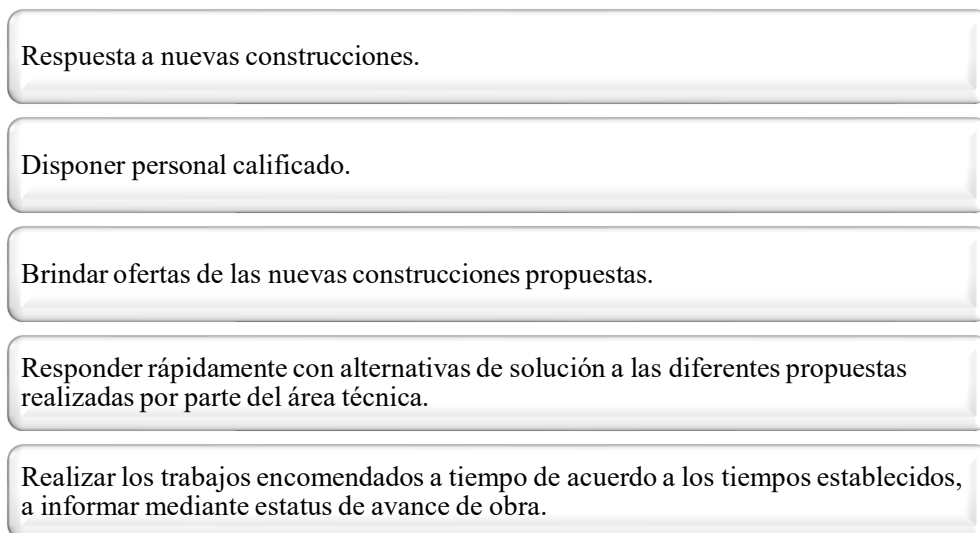 Respuesta a nuevas construcciones.
Disponer personal calificado.
Brindar ofertas de las nuevas construcciones propuestas.
Responder rápidamente con alternativas de solución a las diferentes propuestas
realizadas por parte del área técnica.
Realizar los trabajos encomendados a tiempo de acuerdo a los tiempos establecidos,
a informar mediante estatus de avance de obra.